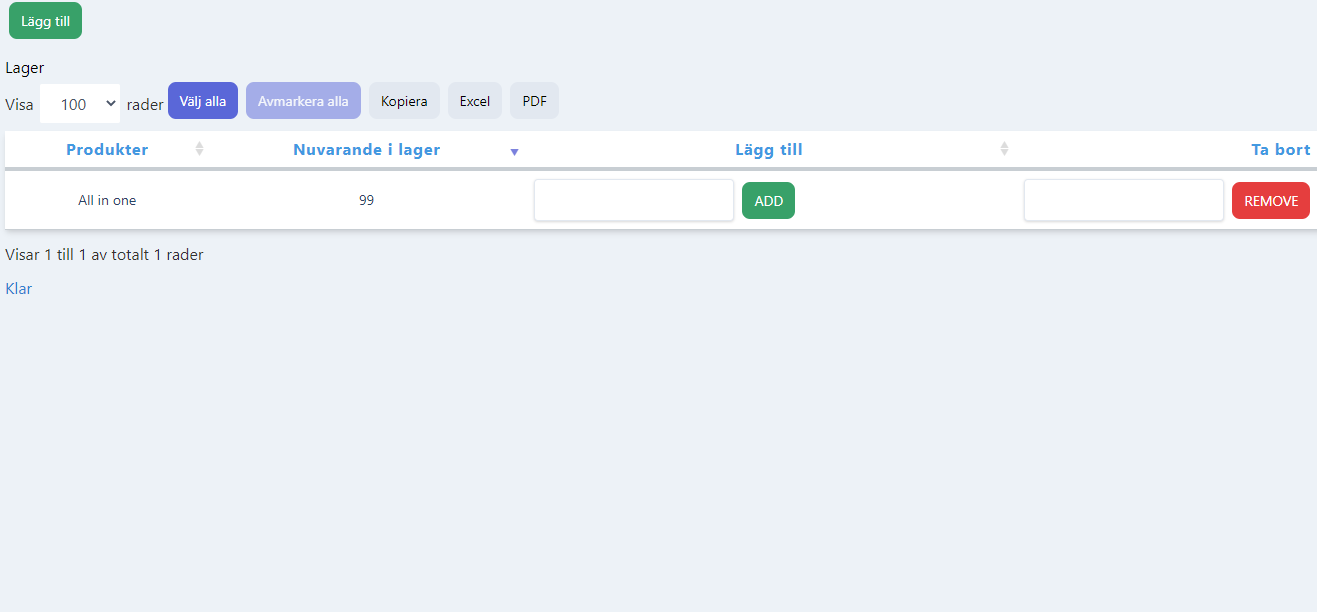 Lägg till
Lager
Visa 100 rader Välj alla Avmarkera alla Kopiera Excel PDF
Produkter Nuvarande i lager Lägg till Ta bort
All in one 99 ADD REMOVE
Visar 1 till 1 av totalt 1 rader
Klar